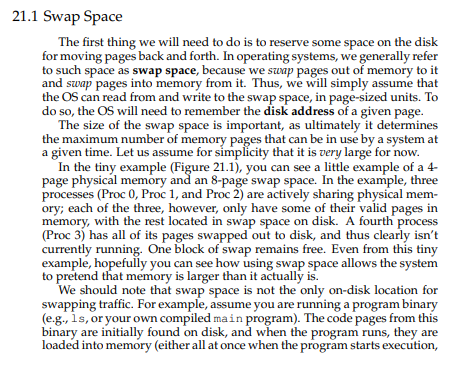 21.1 Swap Space
The first thing we will need to do is to reserve some space on the disk
for moving pages back and forth. In operating systems, we generally refer
to such space as swap space, because we swap pages out of memory to it
and swap pages into memory from it. Thus, we will simply assume that
the OS can read from and write to the swap space, in page-sized units. To
do so, the OS will need to remember the disk address of a given page.
The size of the swap space is important, as ultimately it determines
the maximum number of memory pages that can be in use by a system at
a given time. Let us assume for simplicity that it is very large for now.
In the tiny example (Figure 21.1), you can see a little example of a 4-
page physical memory and an 8-page swap space. In the example, three
processes (Proc 0, Proc 1, and Proc 2) are actively sharing physical mem-
ory; each of the three, however, only have some of their valid pages in
memory, with the rest located in swap space on disk. A fourth process
(Proc 3) has all of its pages swapped out to disk, and thus clearly isn't
currently running. One block of swap remains free. Even from this tiny
example, hopefully you can see how using swap space allows the system
to pretend that memory is larger than it actually is.
We should note that swap space is not the only on-disk location for
swapping traffic. For example, assume you are running a program binary
(e.g., ls, or your own compiled main program). The code pages from this
binary are initially found on disk, and when the program runs, they are
loaded into memory (either all at once when the program starts execution,